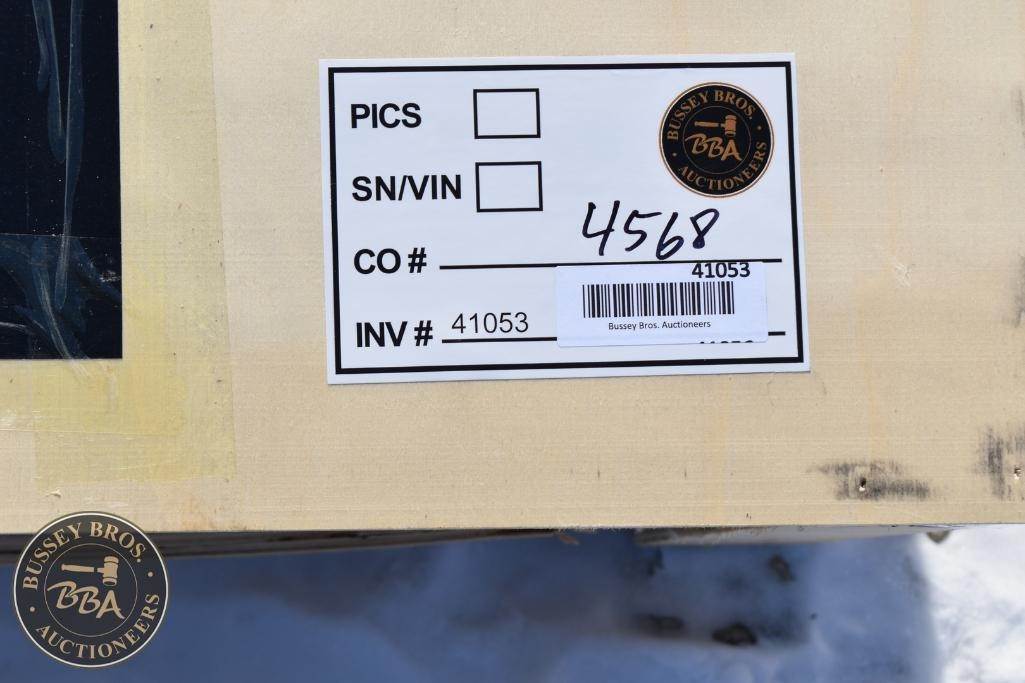 PICS
BUSSEY BROS.
BBA
AUCTIONEERS
SN/VIN
4568
CO #
41053
INV # 41053
Bussey Bros. Auctioneers
BUSSEY BROS.
BBA
AUCTIONEERS